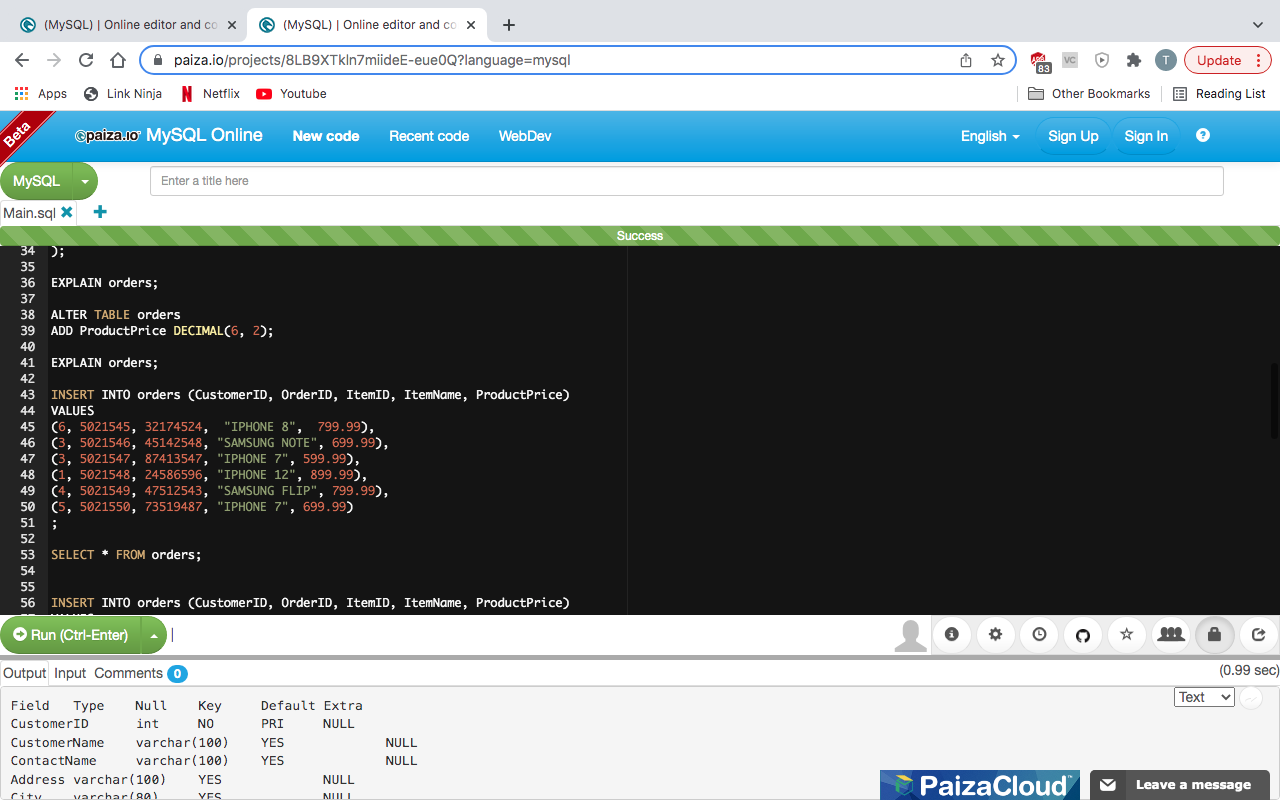 (MySQL) | Online editor and co
(MySQL) | Online editor and co
paiza.io/projects/8LB9XTkln7miideE-eue0Q?language=mysql
ABP
83
VC
T
Update
Apps
Link Ninja
Netflix
Youtube
Other Bookmarks
Reading List
Beta
paiza.io MySQL Online
New code
Recent code
WebDev
English
Sign Up
Sign In
MySQL
Enter a title here
Main.sql
Success
34 );
35
36 EXPLAIN orders;
37
38 ALTER TABLE orders
39 ADD ProductPrice DECIMAL(6, 2);
40
41 EXPLAIN orders;
42
43 INSERT INTO orders (CustomerID, OrderID, ItemID, ItemName, ProductPrice)
44 VALUES
45 (6, 5021545, 32174524,  "IPHONE 8",  799.99),
46 (3, 5021546, 45142548, "SAMSUNG NOTE", 699.99),
47 (3, 5021547, 87413547, "IPHONE 7", 599.99),
48 (1, 5021548, 24586596, "IPHONE 12", 899.99),
49 (4, 5021549, 47512543, "SAMSUNG FLIP", 799.99),
50 (5, 5021550, 73519487, "IPHONE 7", 699.99)
51 ;
52
53 SELECT * FROM orders;
54
55
56 INSERT INTO orders (CustomerID, OrderID, ItemID, ItemName, ProductPrice)
Run (Ctrl-Enter)
Output Input Comments 0
(0.99 sec)
Text
Field Type Null Key Default Extra
CustomerID int NO PRI NULL
CustomerName varchar(100) YES NULL
ContactName varchar(100) YES NULL
Address varchar(100) YES NULL
City varchar(80) YES NULL
PaizaCloud
Leave a message